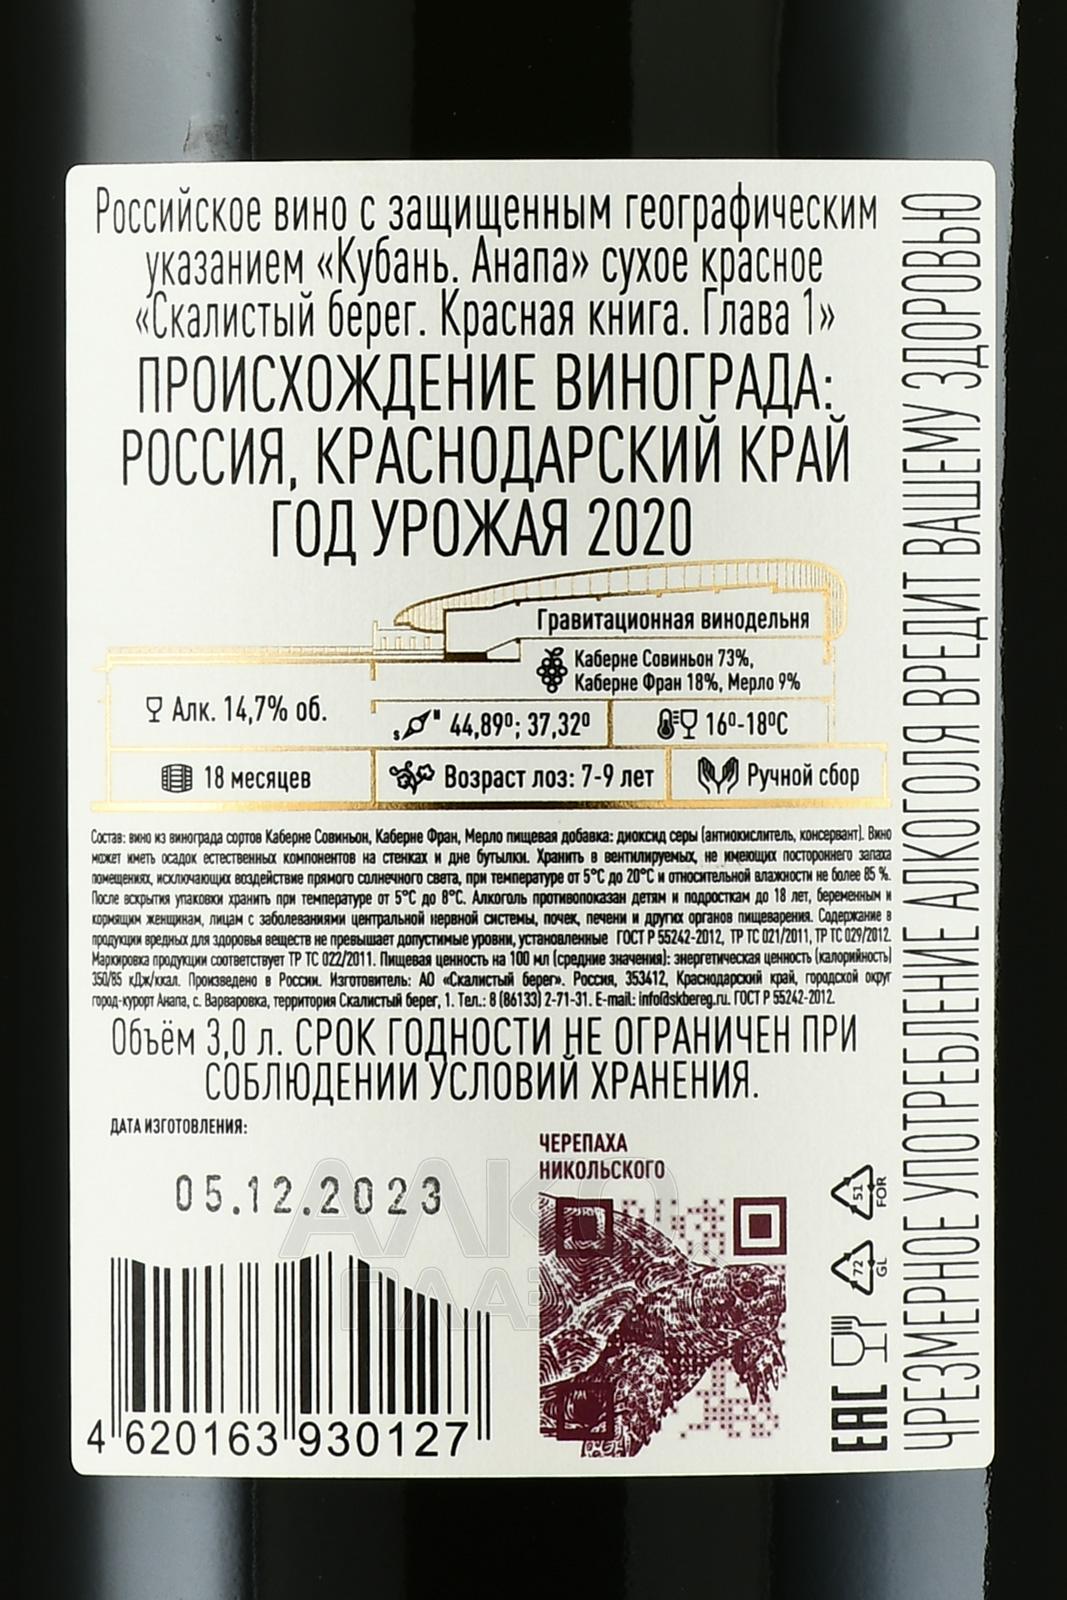 Российское вино с защищенным географическим
указанием «Кубань. Анапа» сухое красное
«Скалистый берег. Красная книга. Глава 1»
ПРОИСХОЖДЕНИЕ ВИНОГРАДА:
РОССИЯ, КРАСНОДАРСКИЙ КРАЙ
ГОД УРОЖАЯ 2020
Гравитационная винодельня
Каберне Совиньон 73%,
Каберне Фран 18%, Мерло 9%
Алк. 14,7% об.
S N 44,89º; 37,32º
16º-18ºC
18 месяцев
Возраст лоз: 7-9 лет
Ручной сбор
Состав: вино из винограда сортов Каберне Совиньон, Каберне Фран, Мерло пищевая добавка: диоксид серы (антиокислитель, консервант). Вино
может иметь осадок естественных компонентов на стенках и дне бутылки. Хранить в вентилируемых, не имеющих постороннего запаха
помещениях, исключающих воздействие прямого солнечного света, при температуре от 5°С до 20°С и относительной влажности не более 85 %.
После вскрытия упаковки хранить при температуре от 5°С до 8°С. Алкоголь противопоказан детям и подросткам до 18 лет, беременным и
кормящим женщинам, лицам с заболеваниями центральной нервной системы, почек, печени и других органов пищеварения. Содержание в
продукции вредных для здоровья веществ не превышает допустимые уровни, установленные ГОСТ Р 55242-2012, ТР ТС 021/2011, ТР ТС 029/2012.
Маркировка продукции соответствует ТР ТС 022/2011. Пищевая ценность на 100 мл (средние значения): энергетическая ценность (калорийность)
350/85 кДж/ккал. Произведено в России. Изготовитель: АО «Скалистый берег». Россия, 353412, Краснодарский край, городской округ
город-курорт Анапа, с. Варваровка, территория Скалистый берег, 1. Тел.: 8 (86133) 2-71-31. E-mail: info@skbereg.ru. ГОСТ Р 55242-2012.
Объём 3,0 л. СРОК ГОДНОСТИ НЕ ОГРАНИЧЕН ПРИ
СОБЛЮДЕНИИ УСЛОВИЙ ХРАНЕНИЯ.
ДАТА ИЗГОТОВЛЕНИЯ:
05.12.2023
ЧЕРЕПАХА
НИКОЛЬСКОГО
АЛКО
ПЛАЗА
4 620163 930127
51
FOR
72
GL
EAC
ЧРЕЗМЕРНОЕ УПОТРЕБЛЕНИЕ АЛКОГОЛЯ ВРЕДИТ ВАШЕМУ ЗДОРОВЬЮ